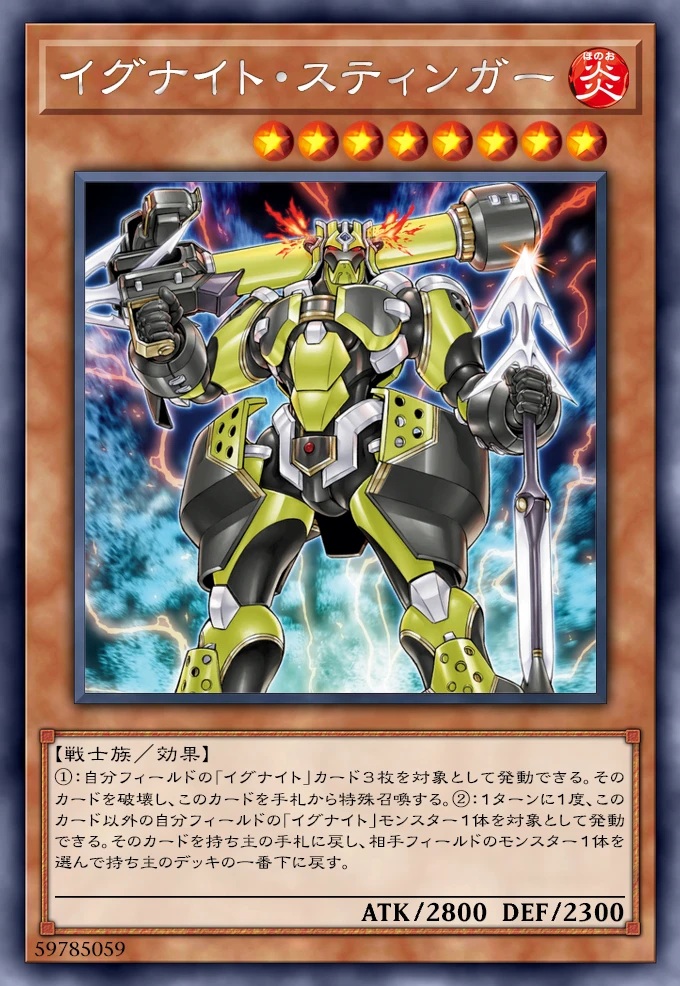 イグナイト・スティンガー
ほのお
炎
【戦士族／効果】
①：自分フィールドの「イグナイト」カード３枚を対象として発動できる。その
カードを破壊し、このカードを手札から特殊召喚する。②：１ターンに１度、この
カード以外の自分フィールドの「イグナイト」モンスター１体を対象として発動
できる。そのカードを持ち主の手札に戻し、相手フィールドのモンスター１体を
選んで持ち主のデッキの一番下に戻す。
ATK/2800 DEF/2300
59785059